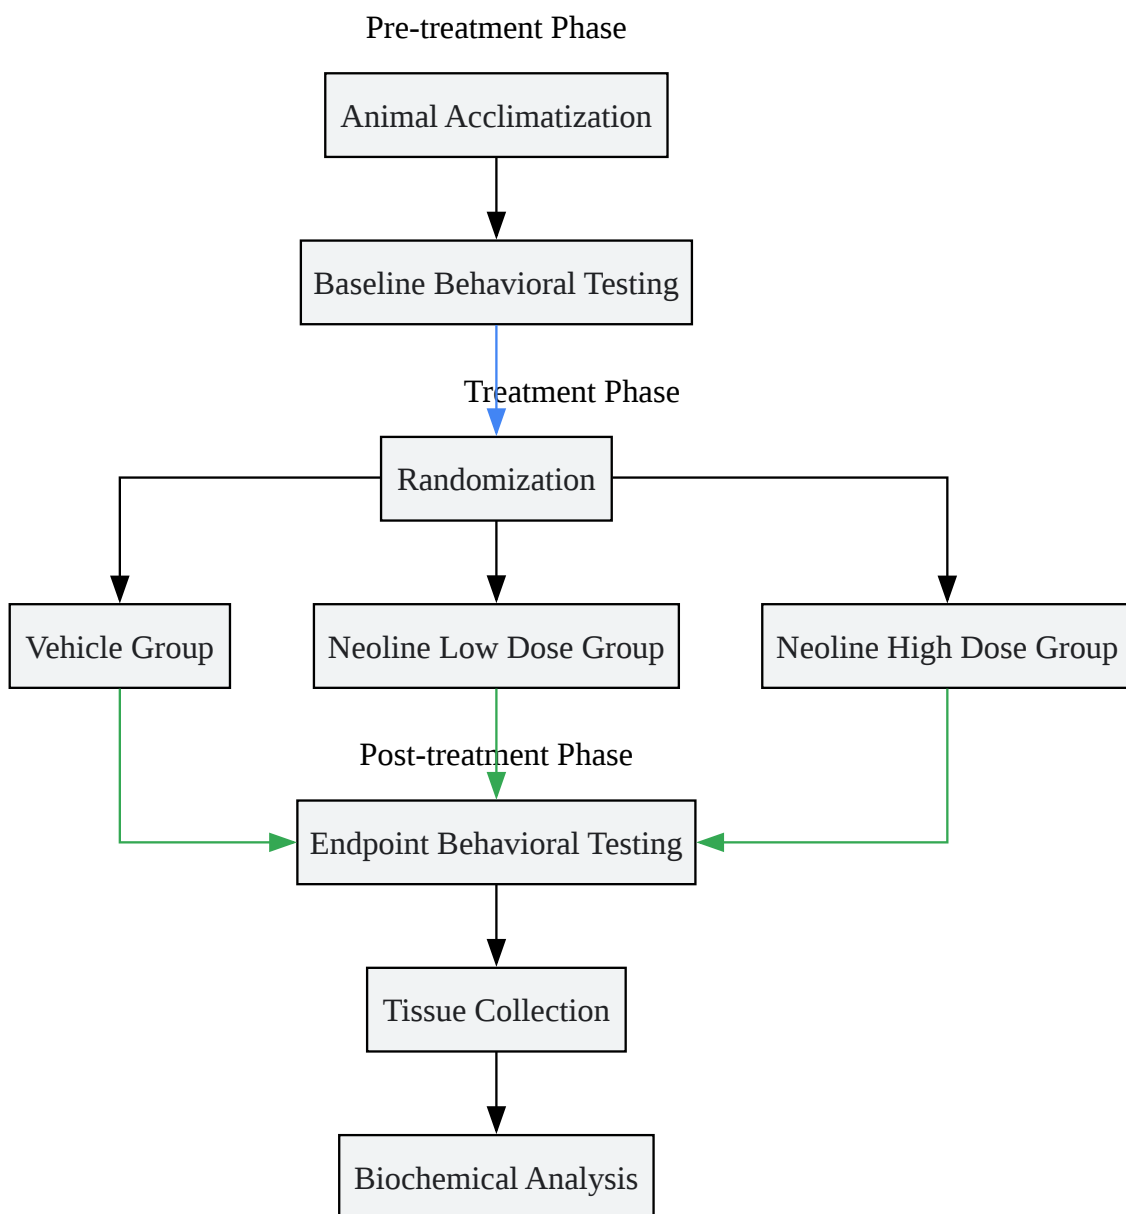 Pre-treatment Phase
Animal Acclimatization
Baseline Behavioral Testing
Treatment Phase
Randomization
Vehicle Group
Neoline Low Dose Group
Neoline High Dose Group
Post-treatment Phase
Endpoint Behavioral Testing
Tissue Collection
Biochemical Analysis